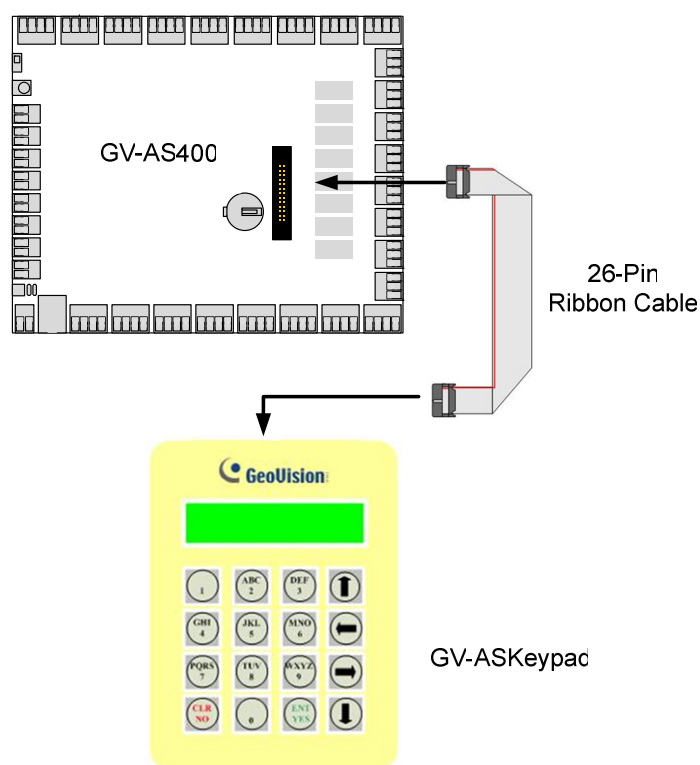 GV-AS400
26-Pin
Ribbon Cable
GeoVision
1
ABC
2
DEF
3
GHI
4
JKL
5
MNO
6
PQRS
7
TUV
8
WXYZ
9
CLR
NO
0
ENT
YES
GV-ASKeypad